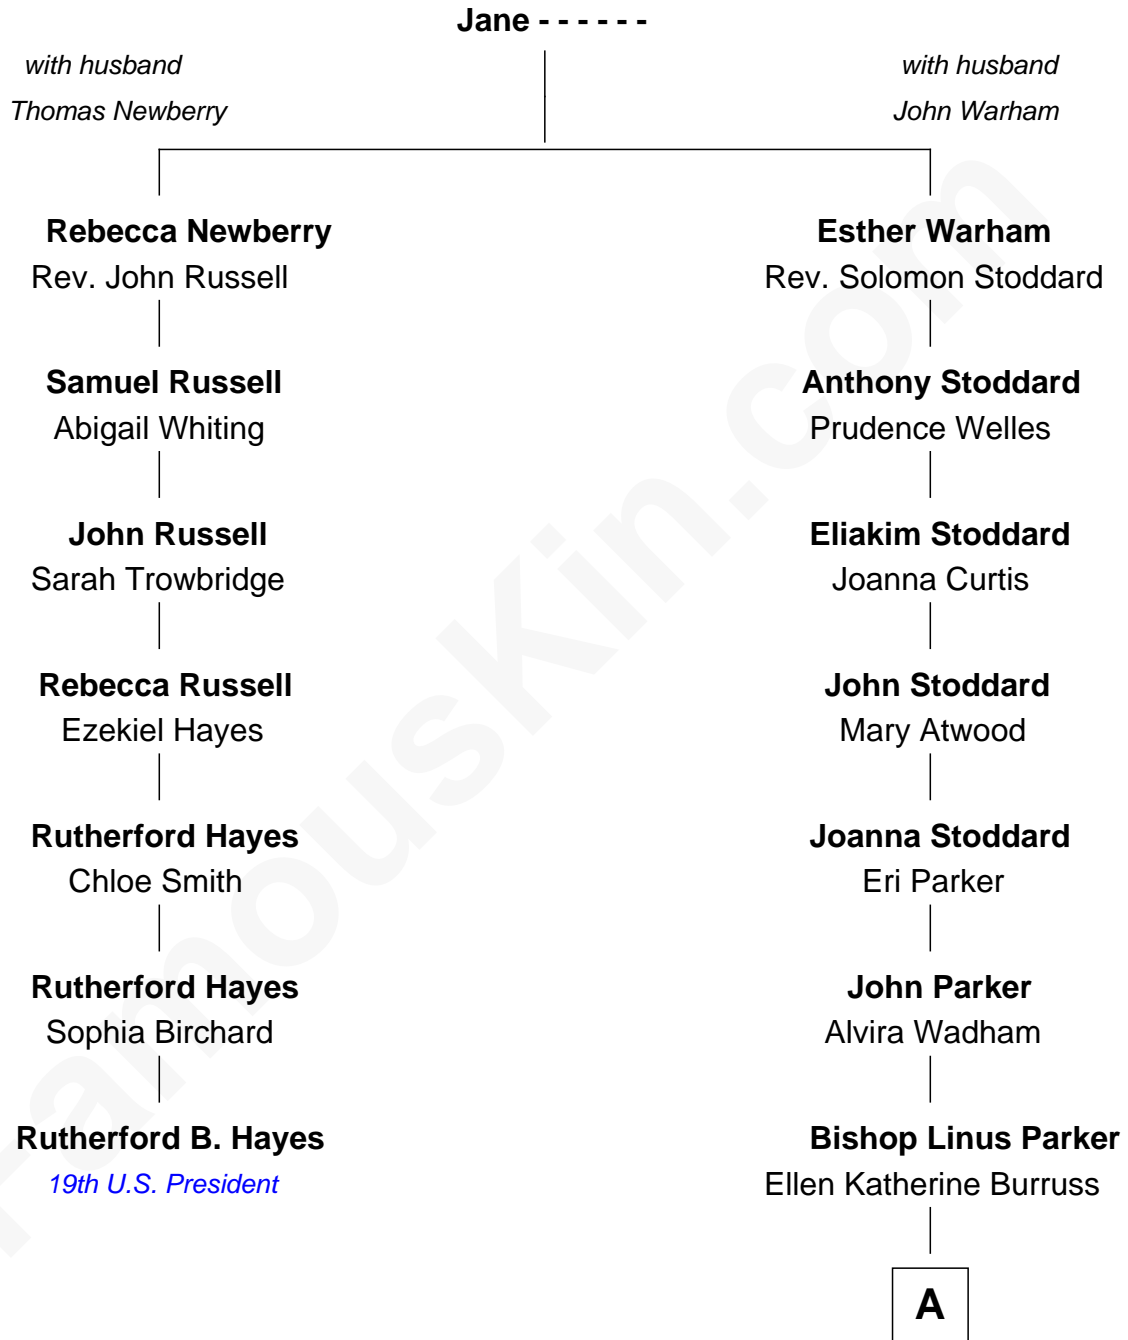 Jane - - - - - -
with husband
Thomas Newberry
with husband
John Warham
Rebecca Newberry
Rev. John Russell
Esther Warham
Rev. Solomon Stoddard
Samuel Russell
Abigail Whiting
Anthony Stoddard
Prudence Welles
John Russell
Sarah Trowbridge
Eliakim Stoddard
Joanna Curtis
Rebecca Russell
Ezekiel Hayes
John Stoddard
Mary Atwood
Rutherford Hayes
Chloe Smith
Joanna Stoddard
Eri Parker
Rutherford Hayes
Sophia Birchard
John Parker
Alvira Wadham
Rutherford B. Hayes
19th U.S. President
Bishop Linus Parker
Ellen Katherine Burruss
A
FamousKin.com